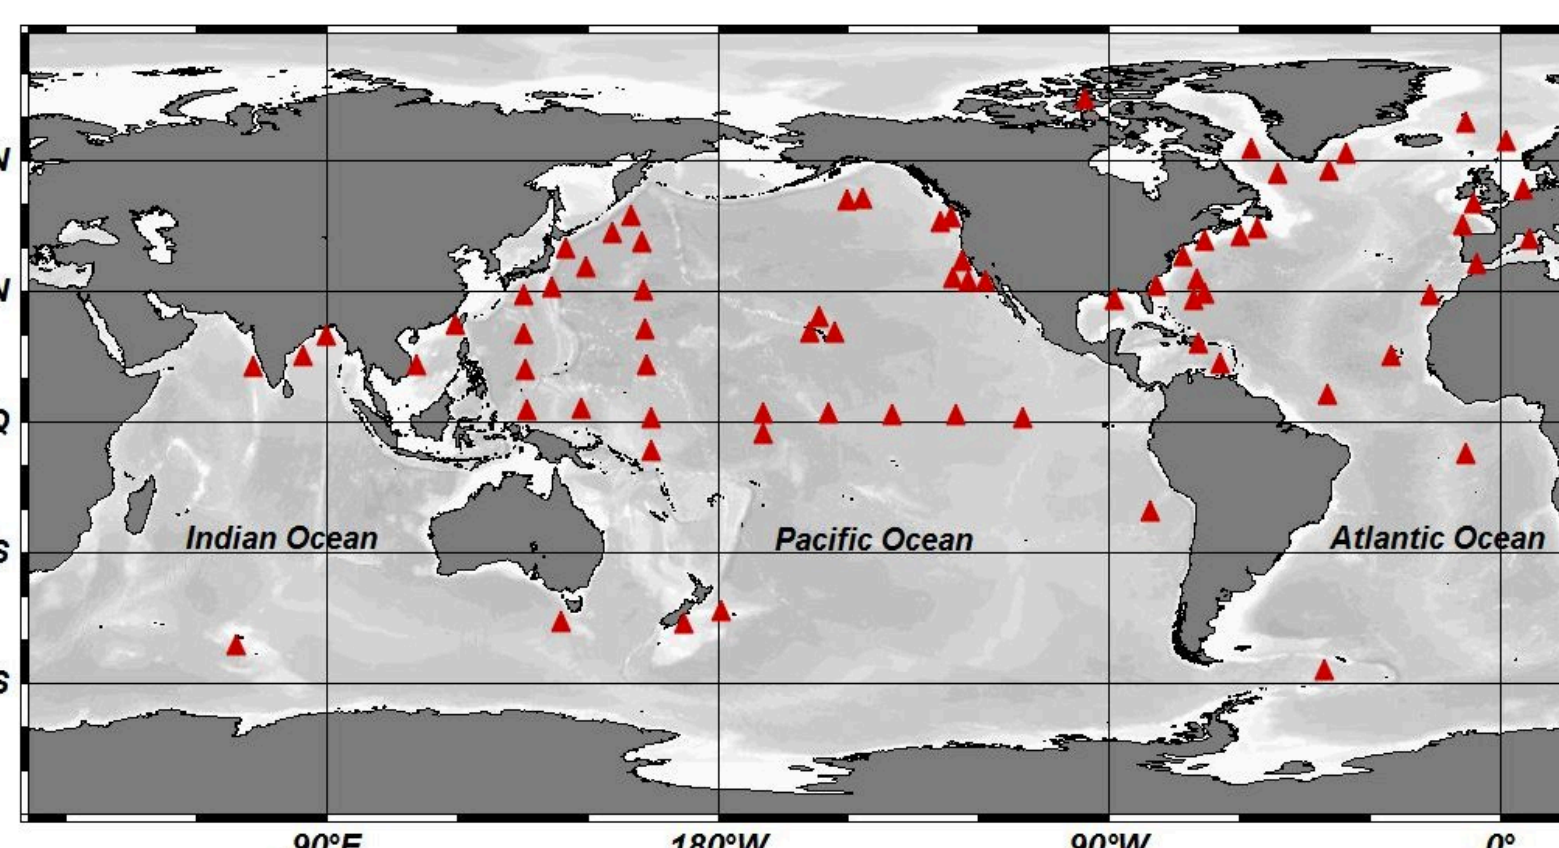 N
N
Q
Indian Ocean
Pacific Ocean
Atlantic Ocean
S
S
90°E
180°W
90°W
0°